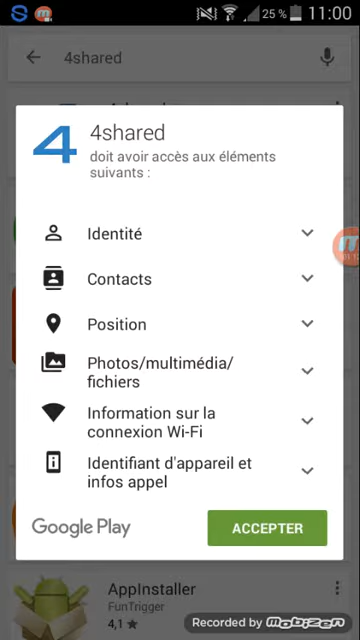 25 % 11:00
4shared
4shared
doit avoir accès aux éléments
suivants :
Identité
Contacts
Position
Photos/multimédia/
fichiers
Information sur la
connexion Wi-Fi
Identifiant d'appareil et
infos appel
Google Play
ACCEPTER
AppInstaller
FunTrigger
4,1 ★
Recorded by Mobizen